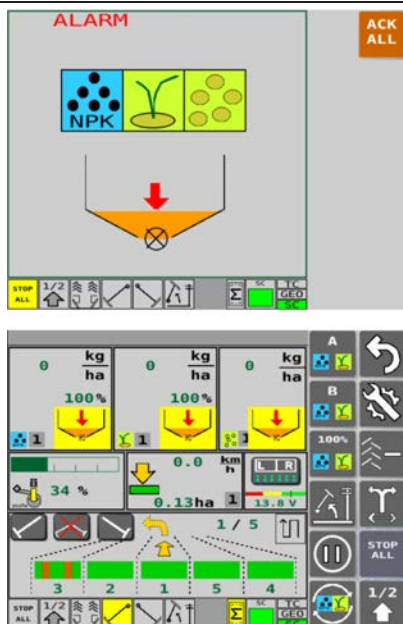 ALARM
ACK
ALL
NPK
STOP
ALL
1/2
Σ
SC
TC
GEO
SC
0 kg
ha
100%
1
0 kg
ha
100%
1
0 kg
ha
1
A
B
100%
34 %
0.0 km
h
0.13ha
1
L R
13.8 V
1 / 5
3 2 1 5 4
STOP
ALL
1/2
STOP
ALL
1/2
Σ
SC
TC
GEO
SC